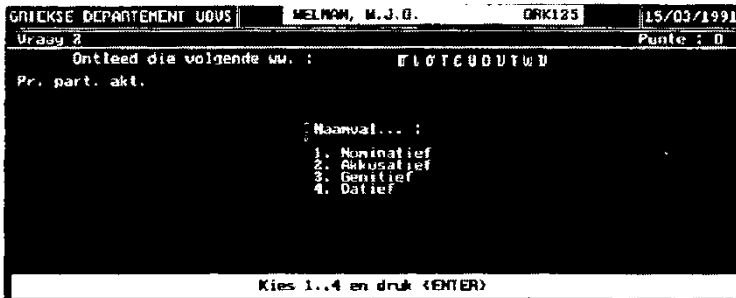 GRIEKSE DEPARTEMENT UOVS WELMAN, GRK125 15/03/1991
Vraag 2 Punte : 0
Ontleed die volgende ww. : πιστευοντων
Pr. part. akt.
Naamval... :
1. Nominatief
2. Akkusatief
3. Genitief
4. Datief
Kies 1..4 en druk <ENTER>